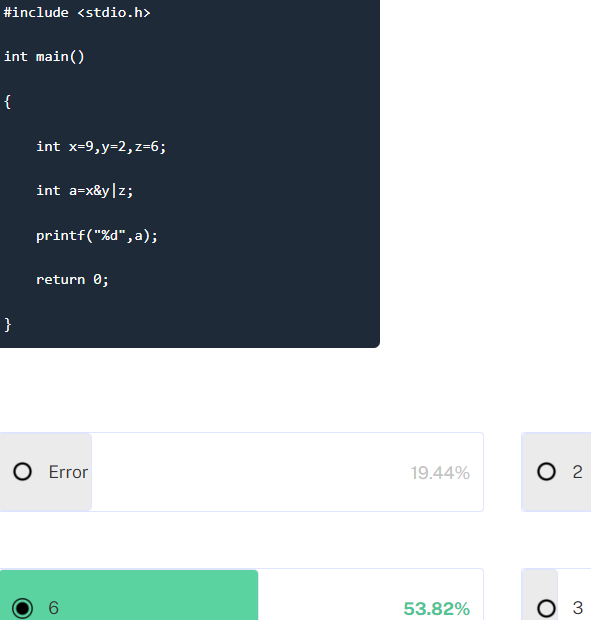 #include <stdio.h>
int main()
{
    int x=9,y=2,z=6;
    int a=x&y|z;
    printf("%d",a);
    return 0;
}
Error 19.44%
2
6 53.82%
3